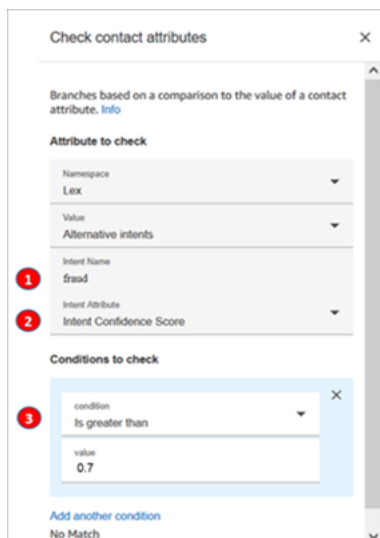 Check contact attributes
Branches based on a comparison to the value of a contact
attribute. Info
Attribute to check
Namespace
Lex
Value
Alternative intents
Intent Name
1
fraud
Intent Attribute
2
Intent Confidence Score
Conditions to check
condition
3
Is greater than
value
0.7
Add another condition
No Match